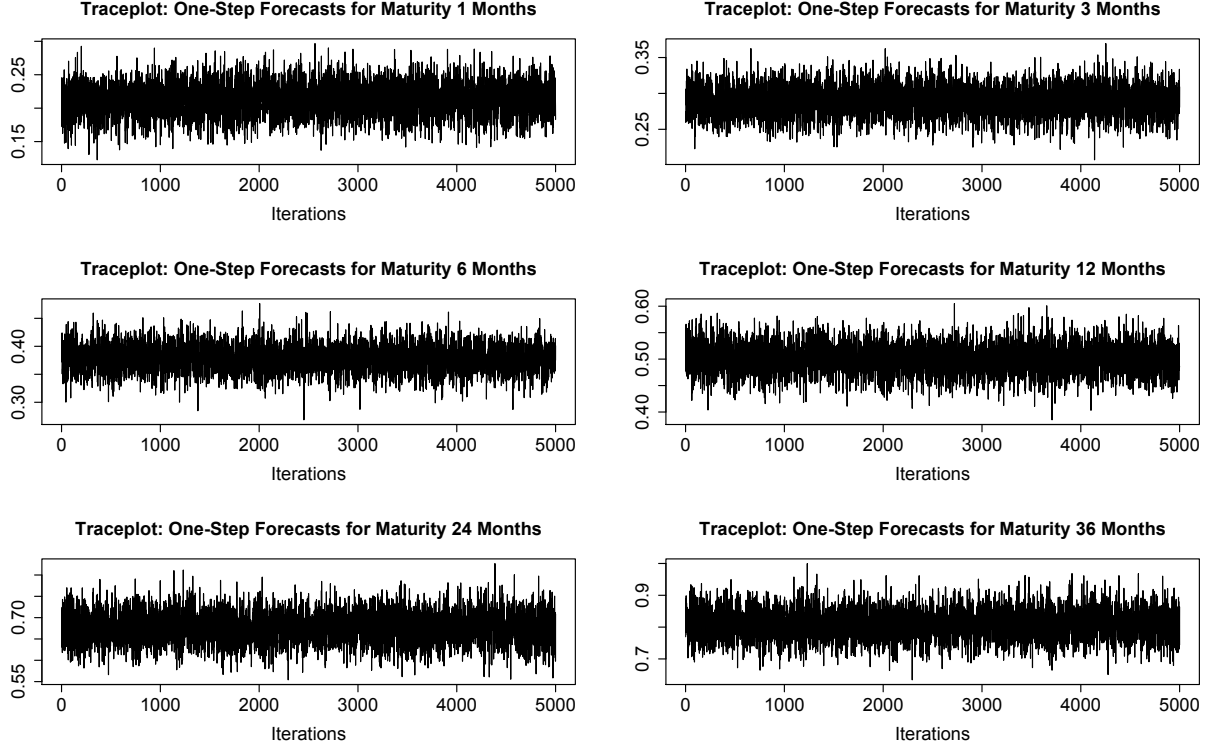 Traceplot: One-Step Forecasts for Maturity 1 Months
0.15 0.25
0 1000 2000 3000 4000 5000
Iterations
Traceplot: One-Step Forecasts for Maturity 3 Months
0.25 0.35
0 1000 2000 3000 4000 5000
Iterations
Traceplot: One-Step Forecasts for Maturity 6 Months
0.30 0.40
0 1000 2000 3000 4000 5000
Iterations
Traceplot: One-Step Forecasts for Maturity 12 Months
0.40 0.50 0.60
0 1000 2000 3000 4000 5000
Iterations
Traceplot: One-Step Forecasts for Maturity 24 Months
0.55 0.70
0 1000 2000 3000 4000 5000
Iterations
Traceplot: One-Step Forecasts for Maturity 36 Months
0.7 0.9
0 1000 2000 3000 4000 5000
Iterations